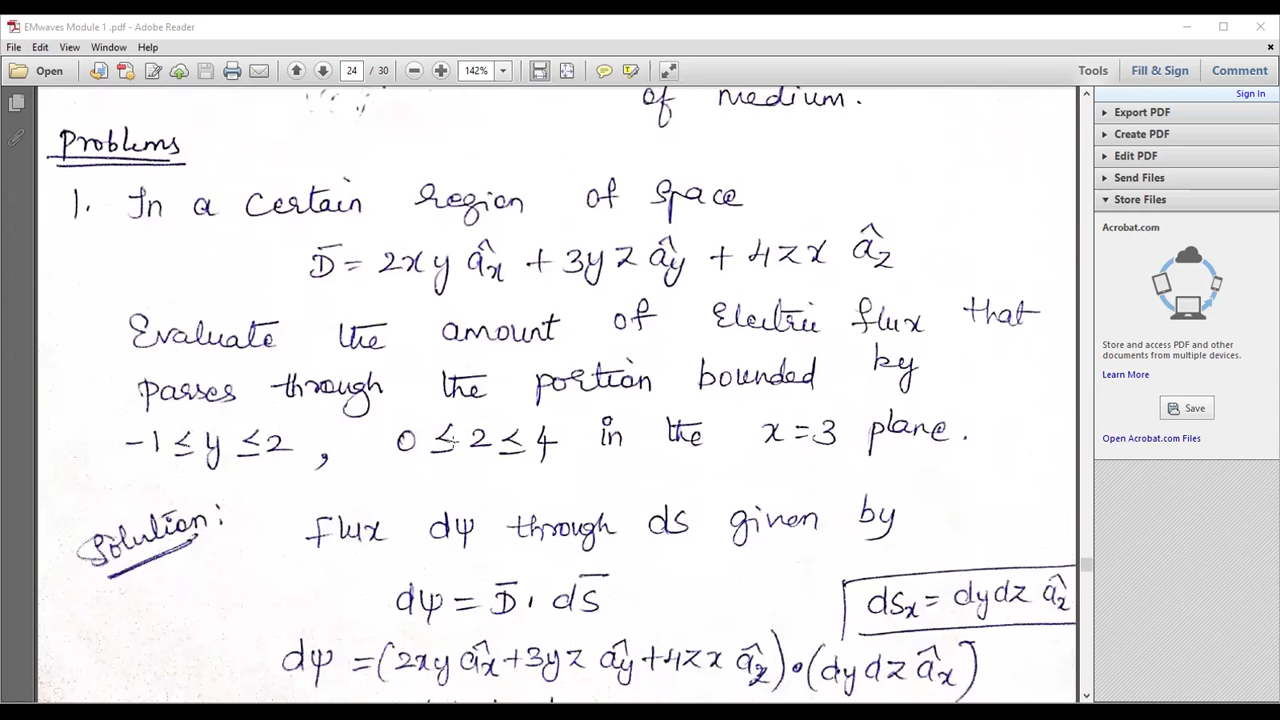 EMwaves Module 1 .pdf - Adobe Reader
File Edit View Window Help
Open 24 / 30 142% Tools Fill & Sign Comment
Sign In
Export PDF
Create PDF
Edit PDF
Send Files
Store Files
Acrobat.com
Store and access PDF and other
documents from multiple devices.
Learn More
Save
Open Acrobat.com Files
of medium.
Problems
1. In a certain region of space
D̅ = 2xy âx + 3yz ây + 4zx âz
Evaluate the amount of Electric flux that
passes through the portion bounded by
-1 ≤ y ≤ 2 , 0 ≤ 2 ≤ 4 in the x = 3 plane.
Solution:
flux dψ through ds given by
dψ = D̅ . dS̅
dsx = dydz âz
dψ = (2xy âx + 3yz ây + 4zx âz) • (dydz âx)